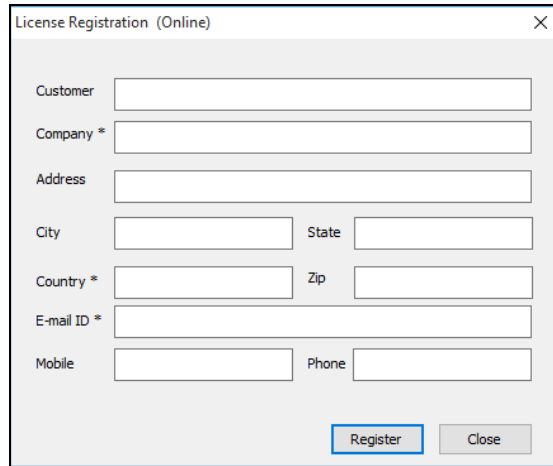 License Registration (Online)
Customer
Company *
Address
City State
Country * Zip
E-mail ID *
Mobile Phone
Register Close